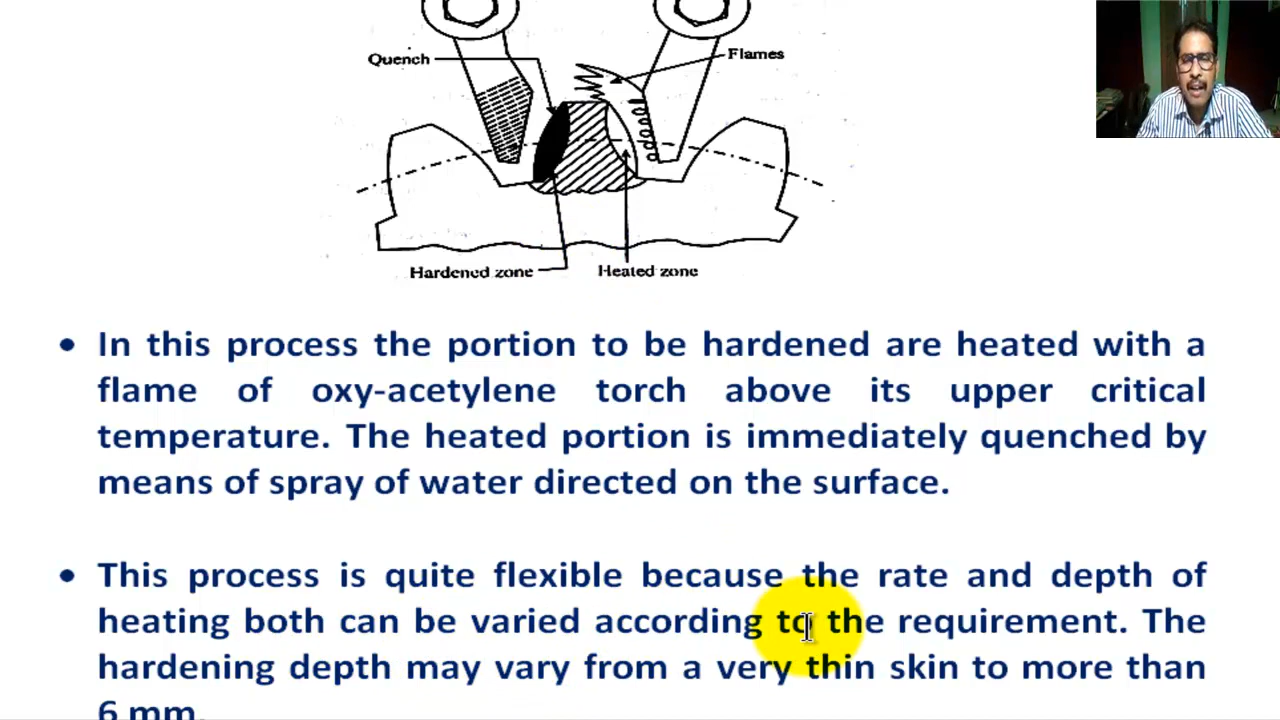 Quench
Flames
Hardened zone
Heated zone
• In this process the portion to be hardened are heated with a
flame of oxy-acetylene torch above its upper critical
temperature. The heated portion is immediately quenched by
means of spray of water directed on the surface.
• This process is quite flexible because the rate and depth of
heating both can be varied according to the requirement. The
hardening depth may vary from a very thin skin to more than
6 mm.